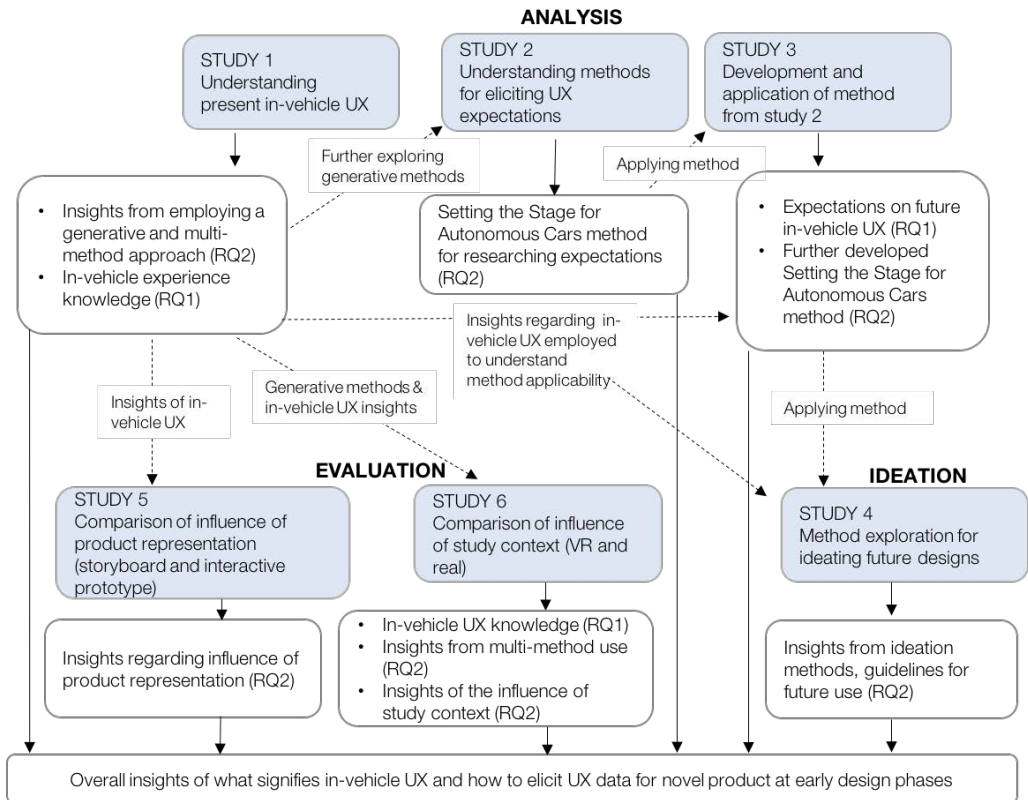 ANALYSIS
STUDY 1
Understanding
present in-vehicle UX
STUDY 2
Understanding methods
for eliciting UX
expectations
STUDY 3
Development and
application of method
from study 2
Further exploring
generative methods
Applying method
• Insights from employing a
generative and multi-
method approach (RQ2)
• In-vehicle experience
knowledge (RQ1)
Setting the Stage for
Autonomous Cars method
for researching expectations
(RQ2)
• Expectations on future
in-vehicle UX (RQ1)
• Further developed
Setting the Stage for
Autonomous Cars
method (RQ2)
Insights regarding in-
vehicle UX employed
to understand
method applicability
Insights of in-
vehicle UX
Generative methods &
in-vehicle UX insights
Applying method
EVALUATION
IDEATION
STUDY 5
Comparison of influence of
product representation
(storyboard and interactive
prototype)
STUDY 6
Comparison of influence
of study context (VR and
real)
STUDY 4
Method exploration for
ideating future designs
Insights regarding influence of
product representation (RQ2)
• In-vehicle UX knowledge (RQ1)
• Insights from multi-method use
(RQ2)
• Insights of the influence of
study context (RQ2)
Insights from ideation
methods, guidelines for
future use (RQ2)
Overall insights of what signifies in-vehicle UX and how to elicit UX data for novel product at early design phases